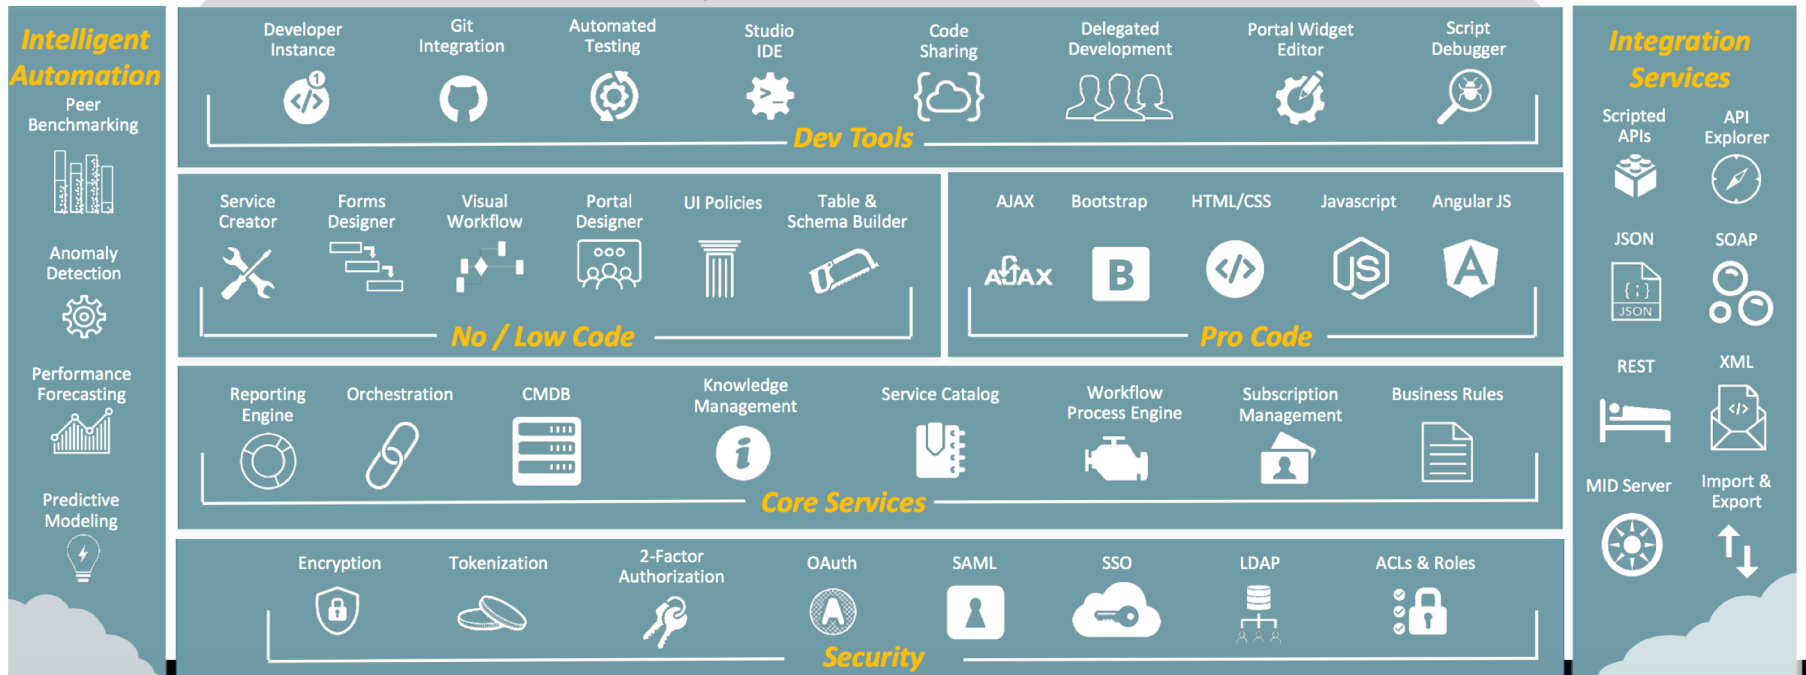 Intelligent
Automation
Peer
Benchmarking
Anomaly
Detection
Performance
Forecasting
Predictive
Modeling
Developer
Instance
1
</>
Git
Integration
Automated
Testing
</>
Studio
IDE
>_
Code
Sharing
Delegated
Development
Portal Widget
Editor
Script
Debugger
Dev Tools
Service
Creator
Forms
Designer
Visual
Workflow
Portal
Designer
UI Policies
Table &
Schema Builder
No / Low Code
AJAX
AJAX
Bootstrap
B
HTML/CSS
</>
Javascript
JS
Angular JS
A
Pro Code
Reporting
Engine
Orchestration
CMDB
Knowledge
Management
i
Service Catalog
Workflow
Process Engine
Subscription
Management
Business Rules
Core Services
Encryption
Tokenization
2-Factor
Authorization
OAuth
A
SAML
SSO
LDAP
ACLs & Roles
Security
Integration
Services
Scripted
APIs
API
Explorer
JSON
{;}
JSON
SOAP
REST
XML
</>
MID Server
Import &
Export